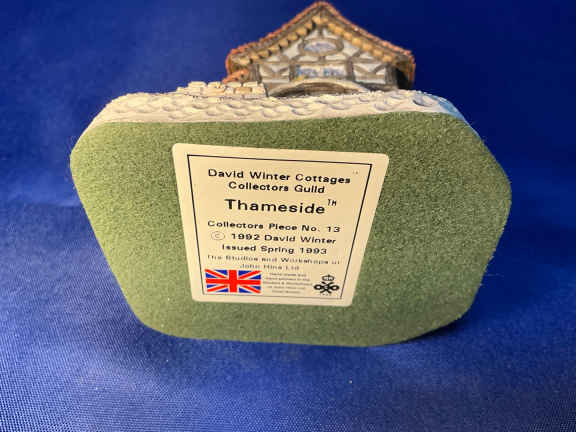 David Winter Cottages
Collectors Guild
Thameside™
Collectors Piece No. 13
© 1992 David Winter
Issued Spring 1993
The Studios and Workshops of
John Hine Ltd